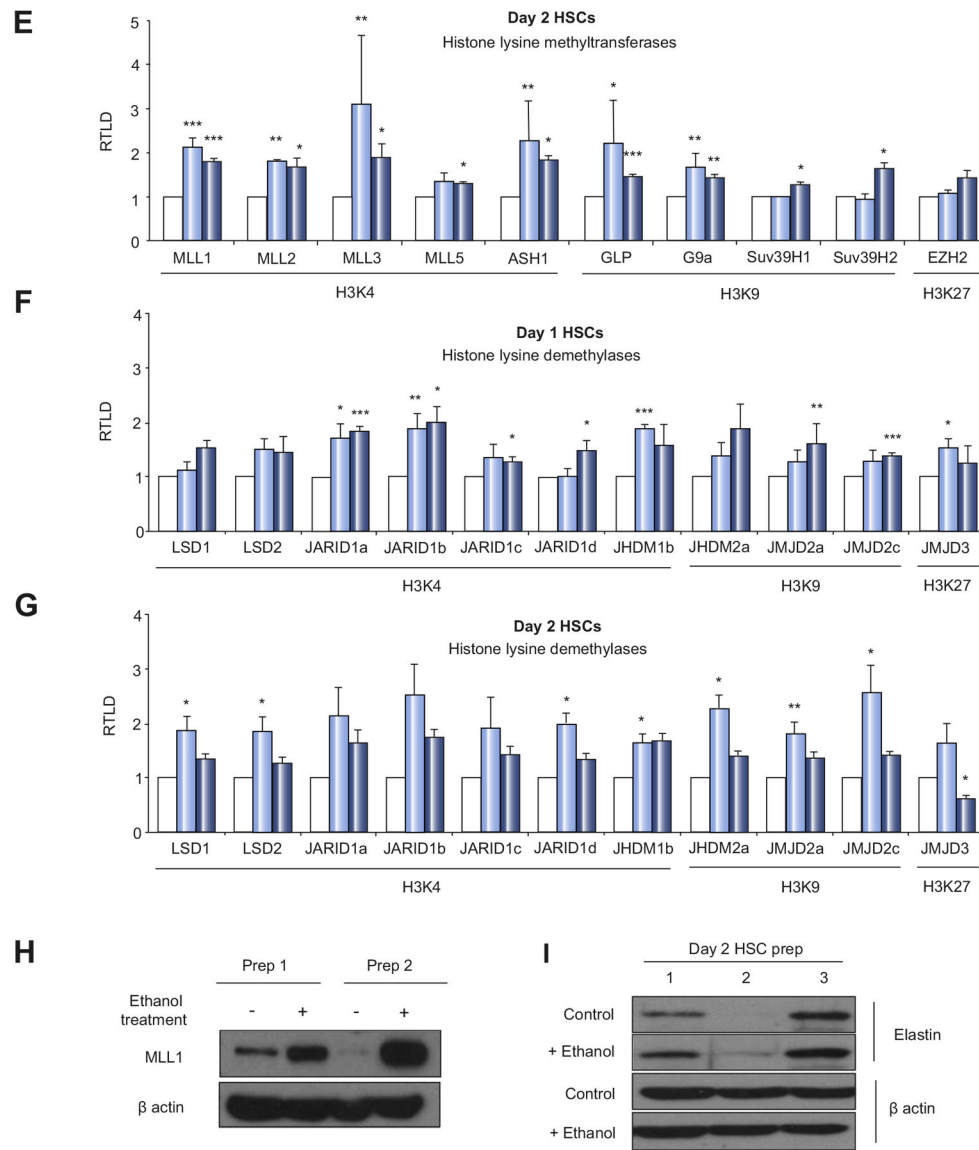 E
Day 2 HSCs
Histone lysine methyltransferases
RTLD
5
4
3
2
1
0
*** *** ** * ** * * ** * * *** ** ** * *
MLL1 MLL2 MLL3 MLL5 ASH1 GLP G9a Suv39H1 Suv39H2 EZH2
H3K4 H3K9 H3K27
F
Day 1 HSCs
Histone lysine demethylases
RTLD
4
3
2
1
0
* *** ** * * * *** ** *** *
LSD1 LSD2 JARID1a JARID1b JARID1c JARID1d JHDM1b JHDM2a JMJD2a JMJD2c JMJD3
H3K4 H3K9 H3K27
G
Day 2 HSCs
Histone lysine demethylases
RTLD
4
3
2
1
0
* * * * * ** * *
LSD1 LSD2 JARID1a JARID1b JARID1c JARID1d JHDM1b JHDM2a JMJD2a JMJD2c JMJD3
H3K4 H3K9 H3K27
H
Prep 1 Prep 2
Ethanol
treatment
- + - +
MLL1
β actin
I
Day 2 HSC prep
1 2 3
Control
+ Ethanol
Elastin
Control
+ Ethanol
β actin